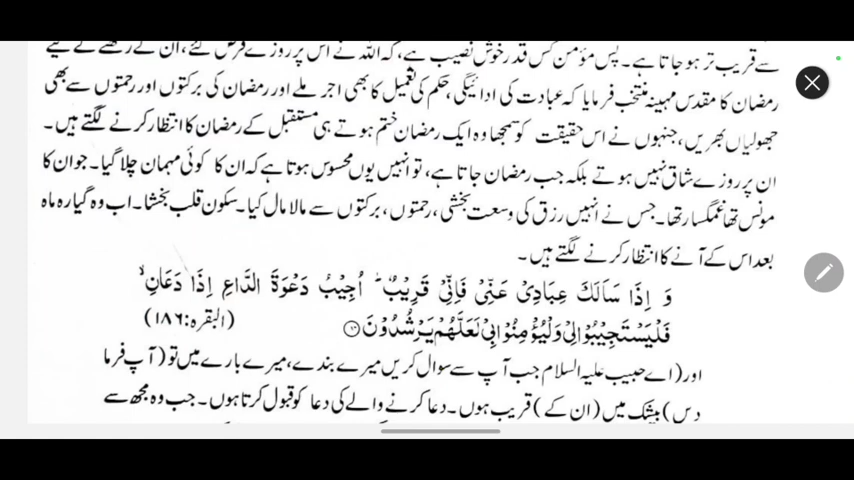 سے قریب تر ہو جاتا ہے۔ پس مؤمن کس قدر خوش نصیب ہے، کہ اللہ نے اس پر روزے فرض کئے، ان کے رکھنے کے لیے
رمضان کا مقدس مہینہ منتخب فرمایا کہ عبادت کی ادائیگی، حکم کی تعمیل کا بھی اجر ملے اور رمضان کی برکتوں اور رحمتوں سے بھی
جھولیاں بھریں، جنہوں نے اس حقیقت کو سمجھا وہ ایک رمضان ختم ہوتے ہی مستقبل کے رمضان کا انتظار کرنے لگتے ہیں۔
ان پر روزے شاق نہیں ہوتے بلکہ جب رمضان جاتا ہے، تو انہیں یوں محسوس ہوتا ہے کہ ان کا کوئی مہمان چلا گیا۔ جو ان کا
مونس تھا غمگسار تھا۔ جس نے انہیں رزق کی وسعت بخشی، رحمتوں، برکتوں سے مالا مال کیا۔ سکون قلب بخشا۔ اب وہ گیارہ ماہ
بعد اس کے آنے کا انتظار کرنے لگتے ہیں۔
وَ اِذَا سَاَلَكَ عِبَادِیْ عَنِّیْ فَاِنِّیْ قَرِیْبٌ ؕ اُجِیْبُ دَعْوَةَ الدَّاعِ اِذَا دَعَانِ ۙ
فَلْیَسْتَجِیْبُوْا لِیْ وَلْیُؤْمِنُوْا بِیْ لَعَلَّهُمْ یَرْشُدُوْنَ (البقرہ: ۱۸۶)
اور (اے حبیب علیہ السلام جب آپ سے سوال کریں میرے بندے، میرے بارے میں تو (آپ فرما
دیں) بیشک میں (ان کے) قریب ہوں۔ دعا کرنے والے کی دعا کو قبول کرتا ہوں۔ جب وہ مجھ سے